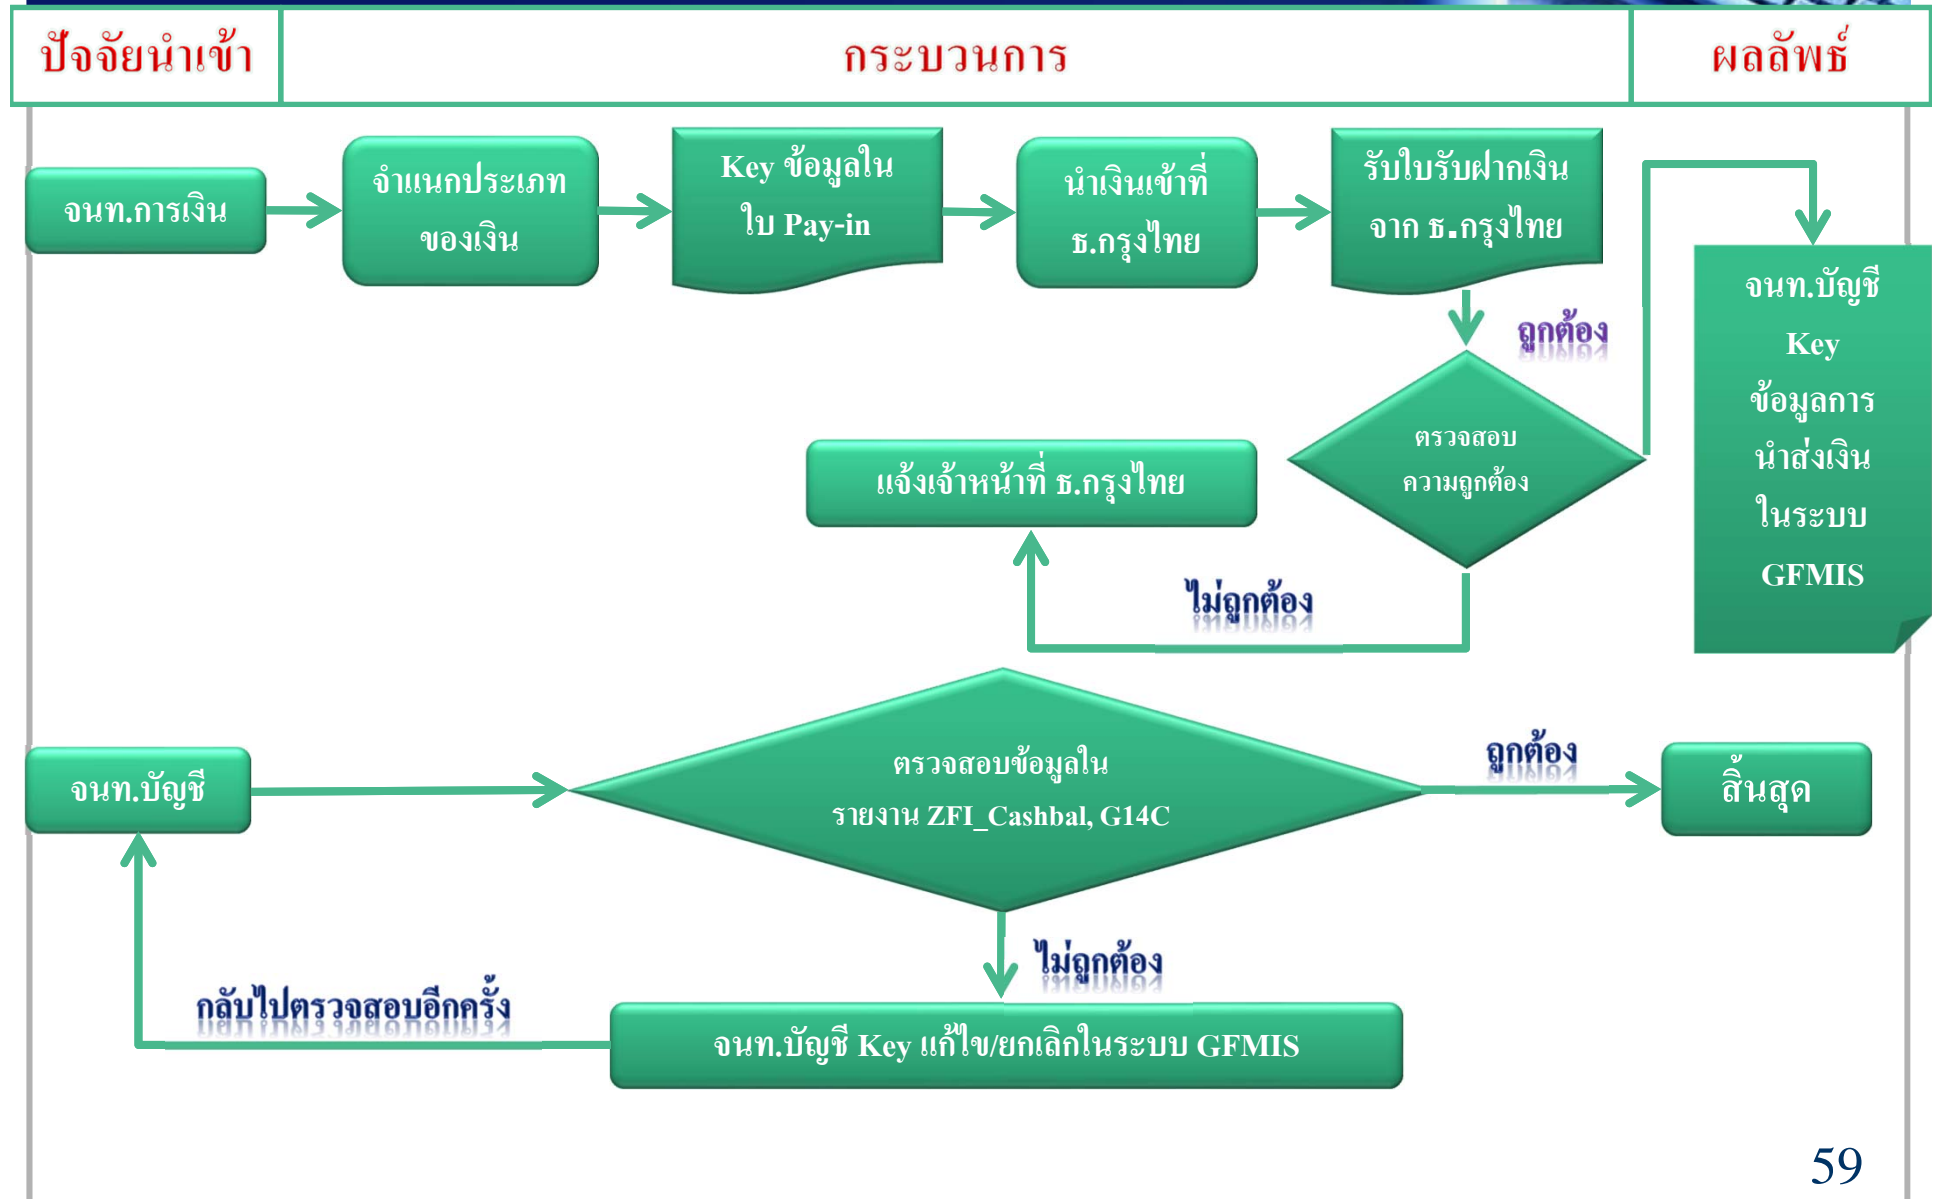 ปัจจัยนำเข้า
กระบวนการ
ผลลัพธ์
จนท.การเงิน
จำแนกประเภท
ของเงิน
Key ข้อมูลใน
ใบ Pay-in
นำเงินเข้าที่
ธ.กรุงไทย
รับใบรับฝากเงิน
จาก ธ.กรุงไทย
จนท.บัญชี
Key
ข้อมูลการ
นำส่งเงิน
ในระบบ
GFMIS
ถูกต้อง
ตรวจสอบ
ความถูกต้อง
แจ้งเจ้าหน้าที่ ธ.กรุงไทย
ไม่ถูกต้อง
จนท.บัญชี
ตรวจสอบข้อมูลใน
รายงาน ZFI_Cashbal, G14C
ถูกต้อง
สิ้นสุด
ไม่ถูกต้อง
กลับไปตรวจสอบอีกครั้ง
จนท.บัญชี Key แก้ไข/ยกเลิกในระบบ GFMIS
59